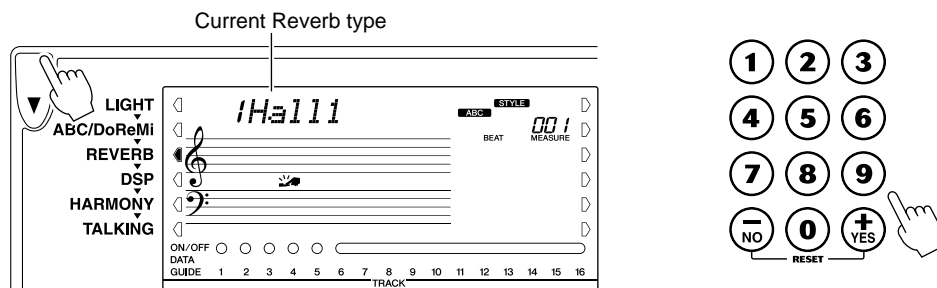 Current Reverb type
LIGHT
ABC/DoReMi
REVERB
DSP
HARMONY
TALKING
1Hall1
ABC STYLE
BEAT
001
MEASURE
ON/OFF
DATA
GUIDE 1 2 3 4 5 6 7 8 9 10 11 12 13 14 15 16
TRACK
1 2 3
4 5 6
7 8 9
− 0 +
NO YES
RESET